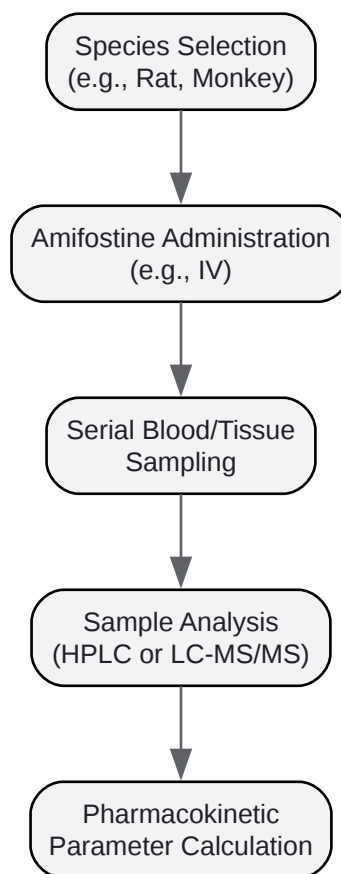 Species Selection
(e.g., Rat, Monkey)
Amifostine Administration
(e.g., IV)
Serial Blood/Tissue
Sampling
Sample Analysis
(HPLC or LC-MS/MS)
Pharmacokinetic
Parameter Calculation